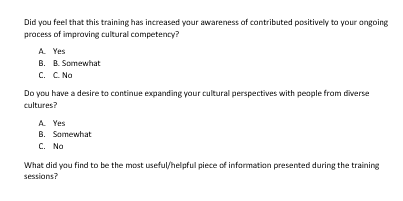 Did you feel that this training has increased your awareness of contributed positively to your ongoing
process of improving cultural competency?
A. Yes
B. B. Somewhat
C. C. No
Do you have a desire to continue expanding your cultural perspectives with people from diverse
cultures?
A. Yes
B. Somewhat
C. No
What did you find to be the most useful/helpful piece of information presented during the training
sessions?